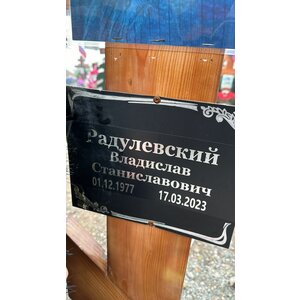 Радулевский
Владислав
Станиславович
01.12.1977 17.03.2023